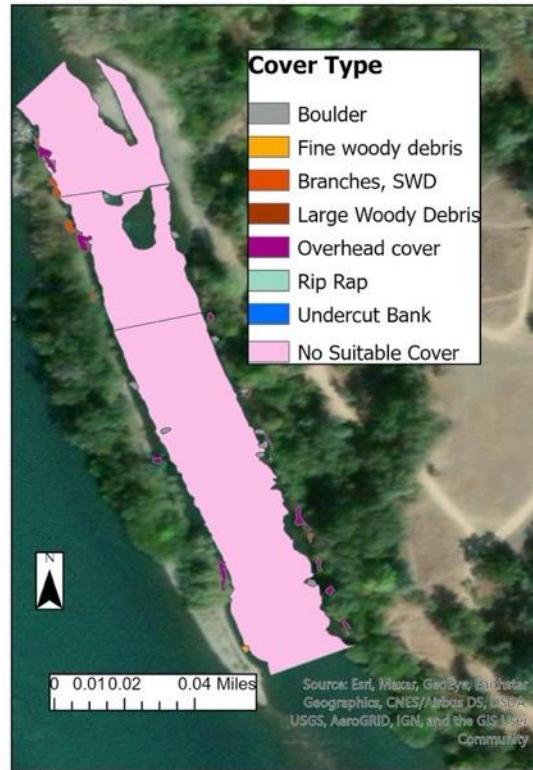 Cover Type
Boulder
Fine woody debris
Branches, SWD
Large Woody Debris
Overhead cover
Rip Rap
Undercut Bank
No Suitable Cover
N
0 0.010.02 0.04 Miles
Source: Esri, Maxar, GeoEye, Earthstar
Geographics, CNES/Airbus DS, USDA,
USGS, AeroGRID, IGN, and the GIS User
Community